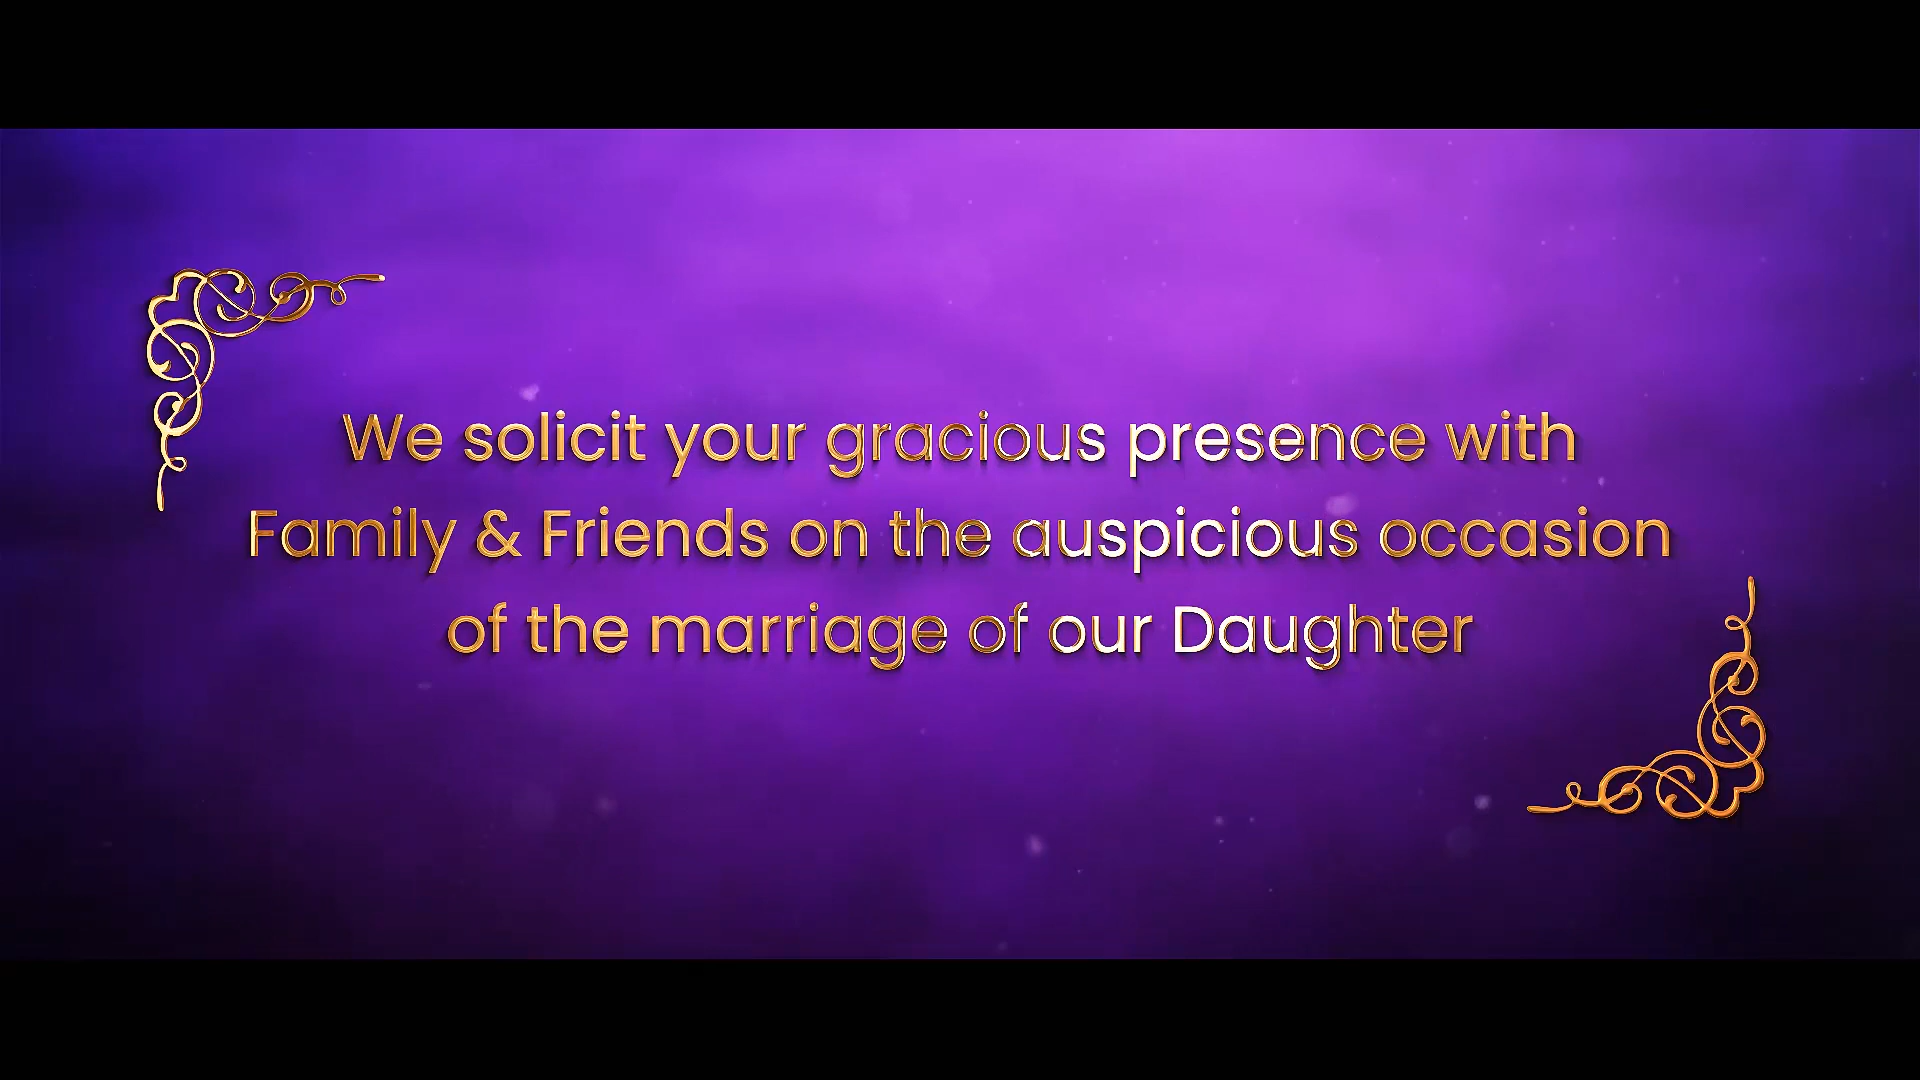 We solicit your gracious presence with
Family & Friends on the auspicious occasion
of the marriage of our Daughter